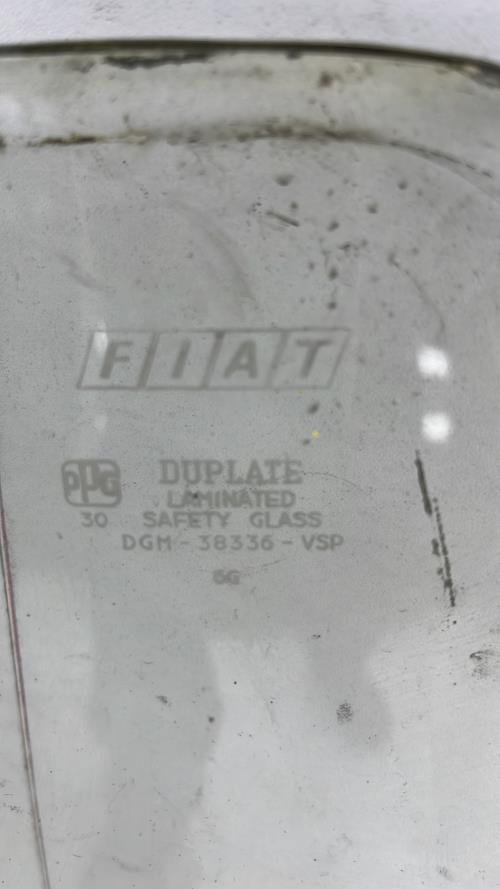 FIAT
PPG DUPLATE
LAMINATED
30 SAFETY GLASS
DGM-38336-VSP
6G